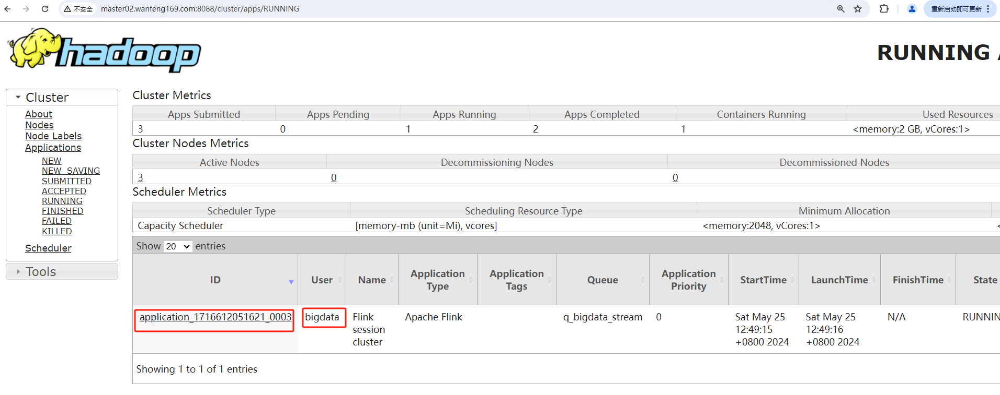 不安全 master02.wanfeng169.com:8088/cluster/apps/RUNNING 重新启动即可更新
hadoop
RUNNING
Cluster
About
Nodes
Node Labels
Applications
NEW
NEW_SAVING
SUBMITTED
ACCEPTED
RUNNING
FINISHED
FAILED
KILLED
Scheduler
Tools
Cluster Metrics
Apps Submitted Apps Pending Apps Running Apps Completed Containers Running Used Resources
3 0 1 2 1 <memory:2 GB, vCores:1>
Cluster Nodes Metrics
Active Nodes Decommissioning Nodes Decommissioned Nodes
3 0 0
Scheduler Metrics
Scheduler Type Scheduling Resource Type Minimum Allocation
Capacity Scheduler [memory-mb (unit=Mi), vcores] <memory:2048, vCores:1> <
Show 20 entries
ID User Name Application Type Application Tags Queue Application Priority StartTime LaunchTime FinishTime State
application_1716612051621_0003 bigdata Flink Apache Flink q_bigdata_stream 0 Sat May 25 Sat May 25 N/A RUNNIN
session 12:49:15 12:49:16
cluster +0800 2024 +0800 2024
Showing 1 to 1 of 1 entries